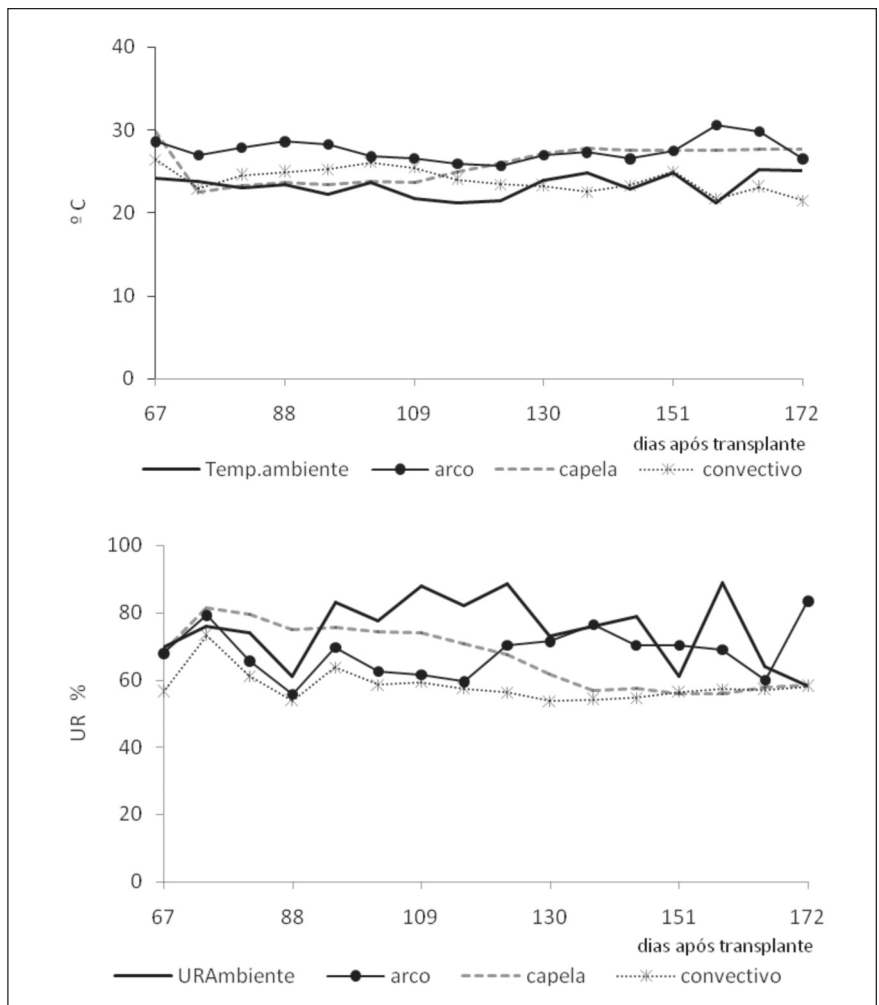 40
30
20
10
0
º C
67 88 109 130 151 172
dias após transplante
Temp.ambiente arco capela convectivo
100
80
60
40
20
0
UR %
67 88 109 130 151 172
dias após transplante
URAmbiente arco capela convectivo